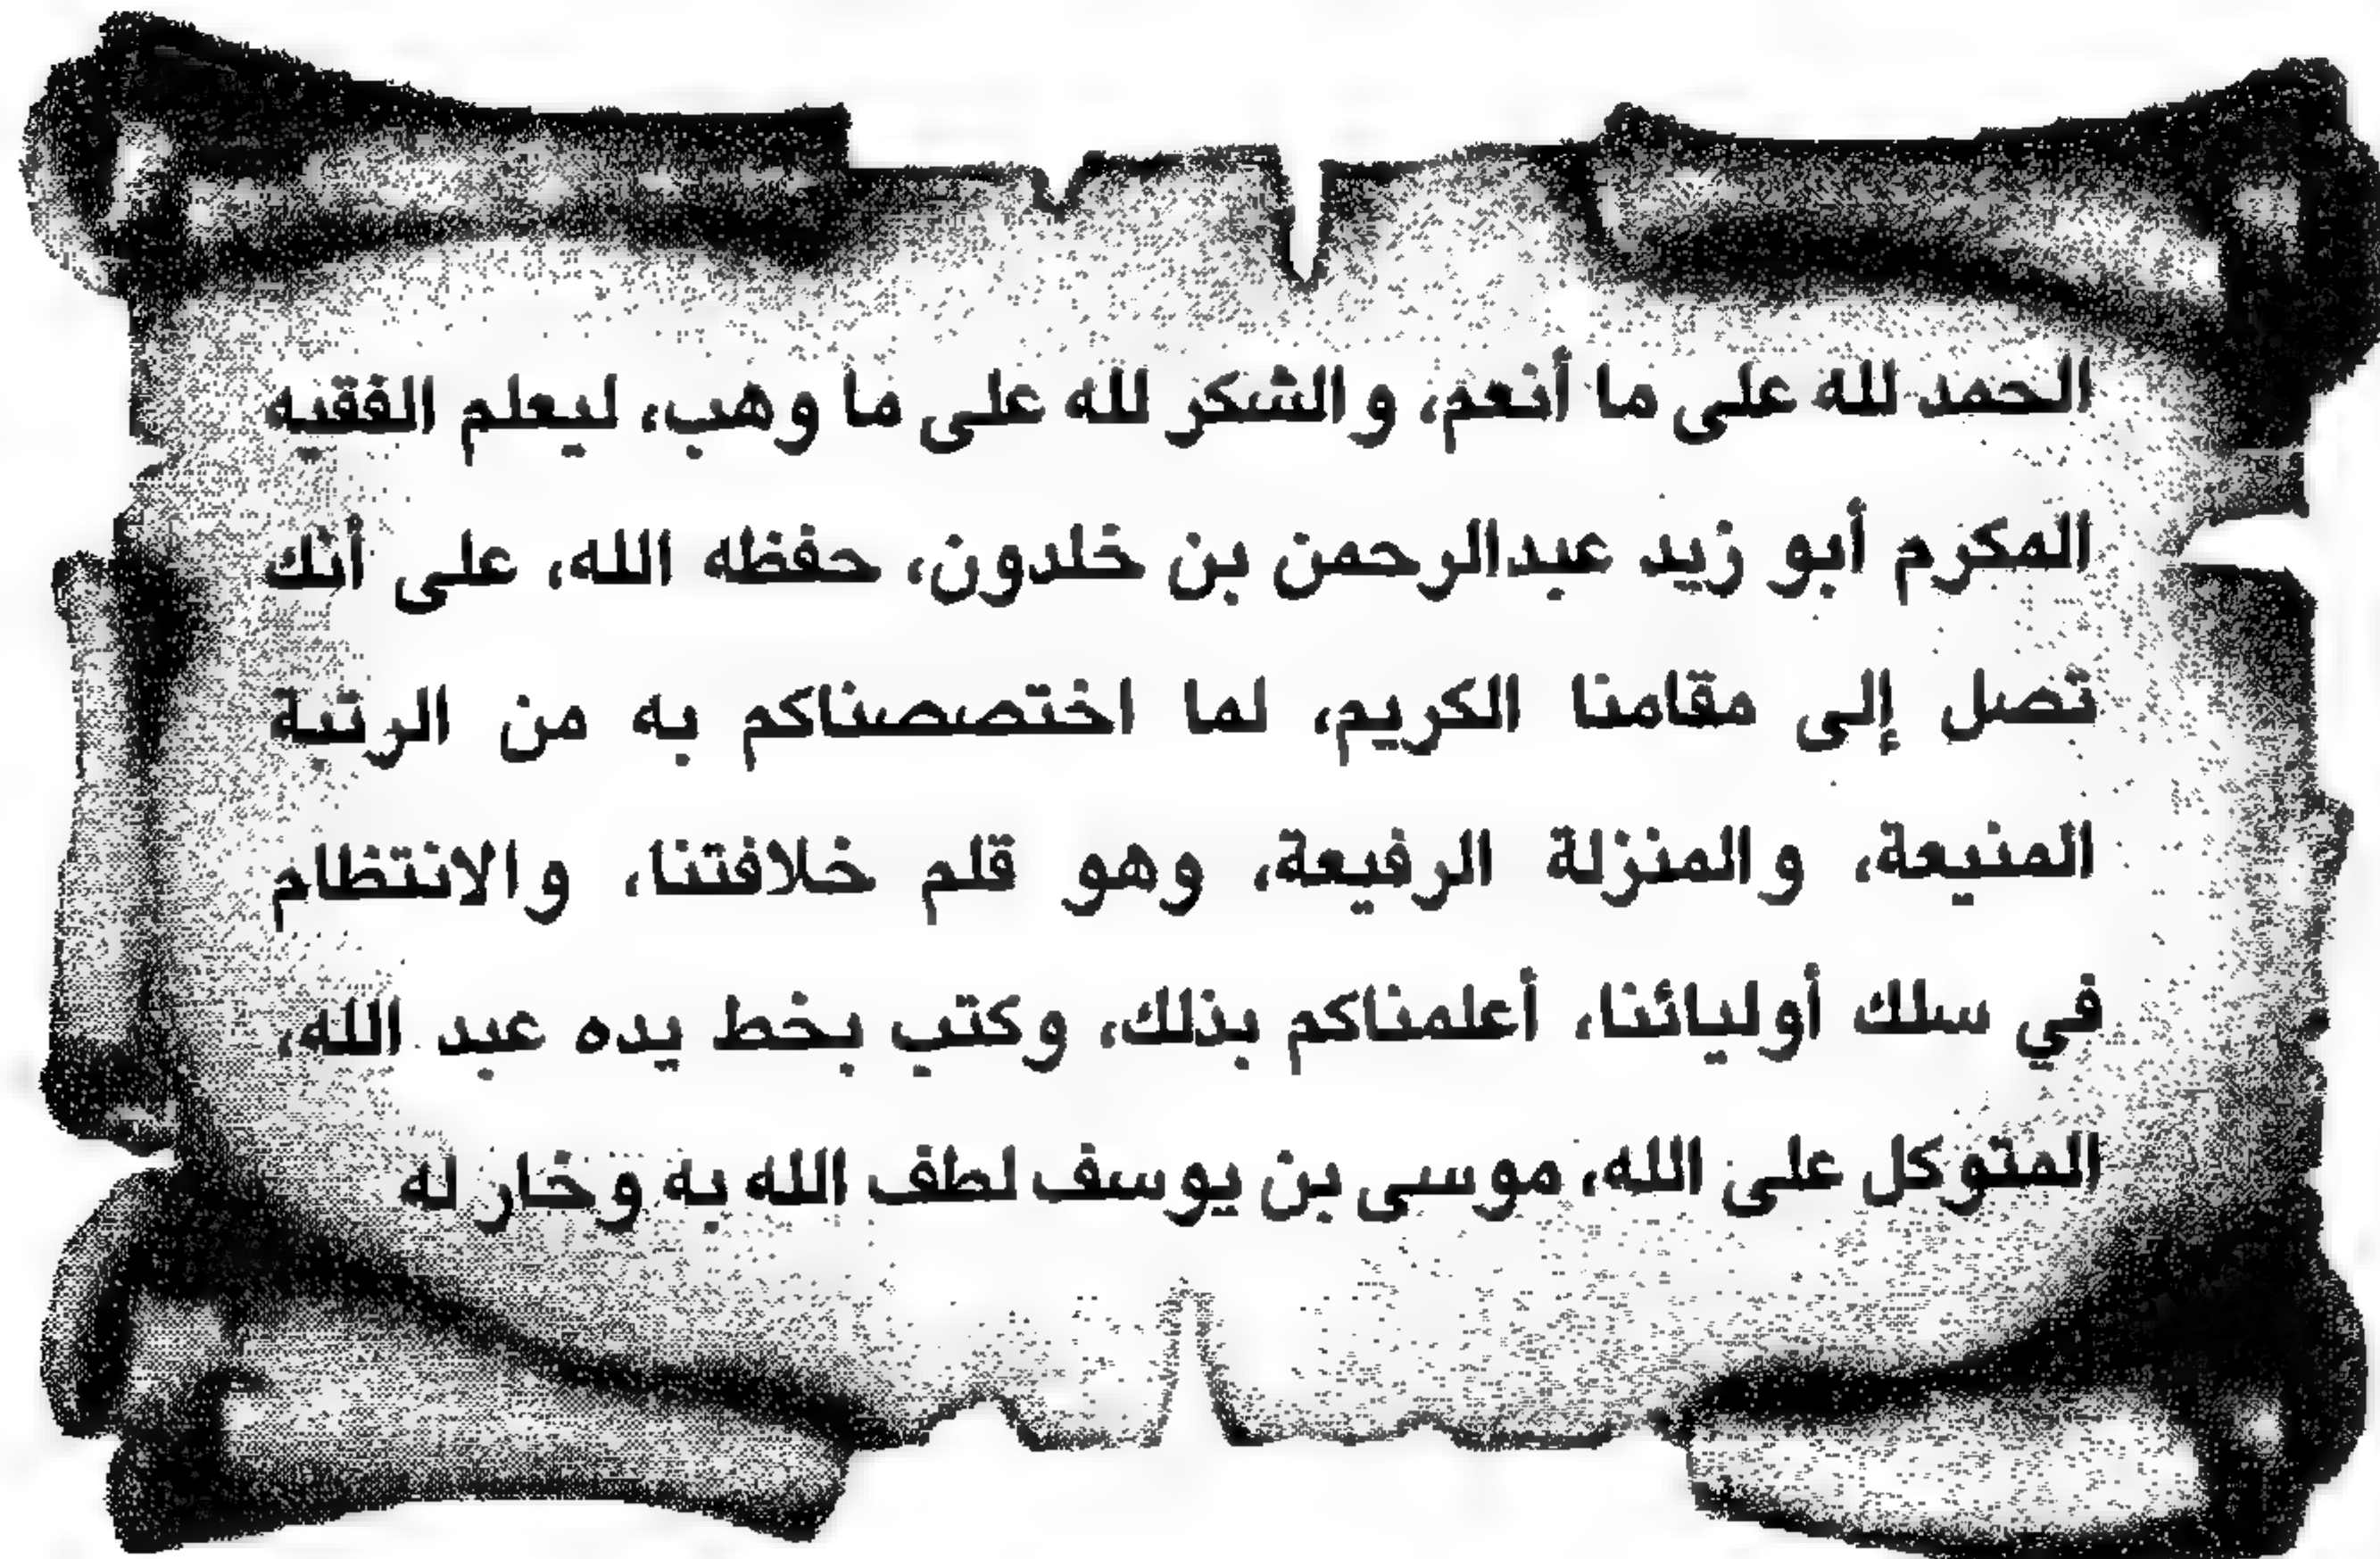 الحمد لله على ما أنعم، والشكر لله على ما وهب، ليعلم الفقيه
المكرم أبو زيد عبدالرحمن بن خلدون، حفظه الله، على أنك
تصل إلى مقامنا الكريم، لما اختصصناكم به من الرتبة
المنيعة، والمنزلة الرفيعة، وهو قلم خلافتنا، والانتظام
في سلك أوليائنا، أعلمناكم بذلك، وكتب بخط يده عبد الله،
المتوكل على الله، موسى بن يوسف لطف الله به وخار له